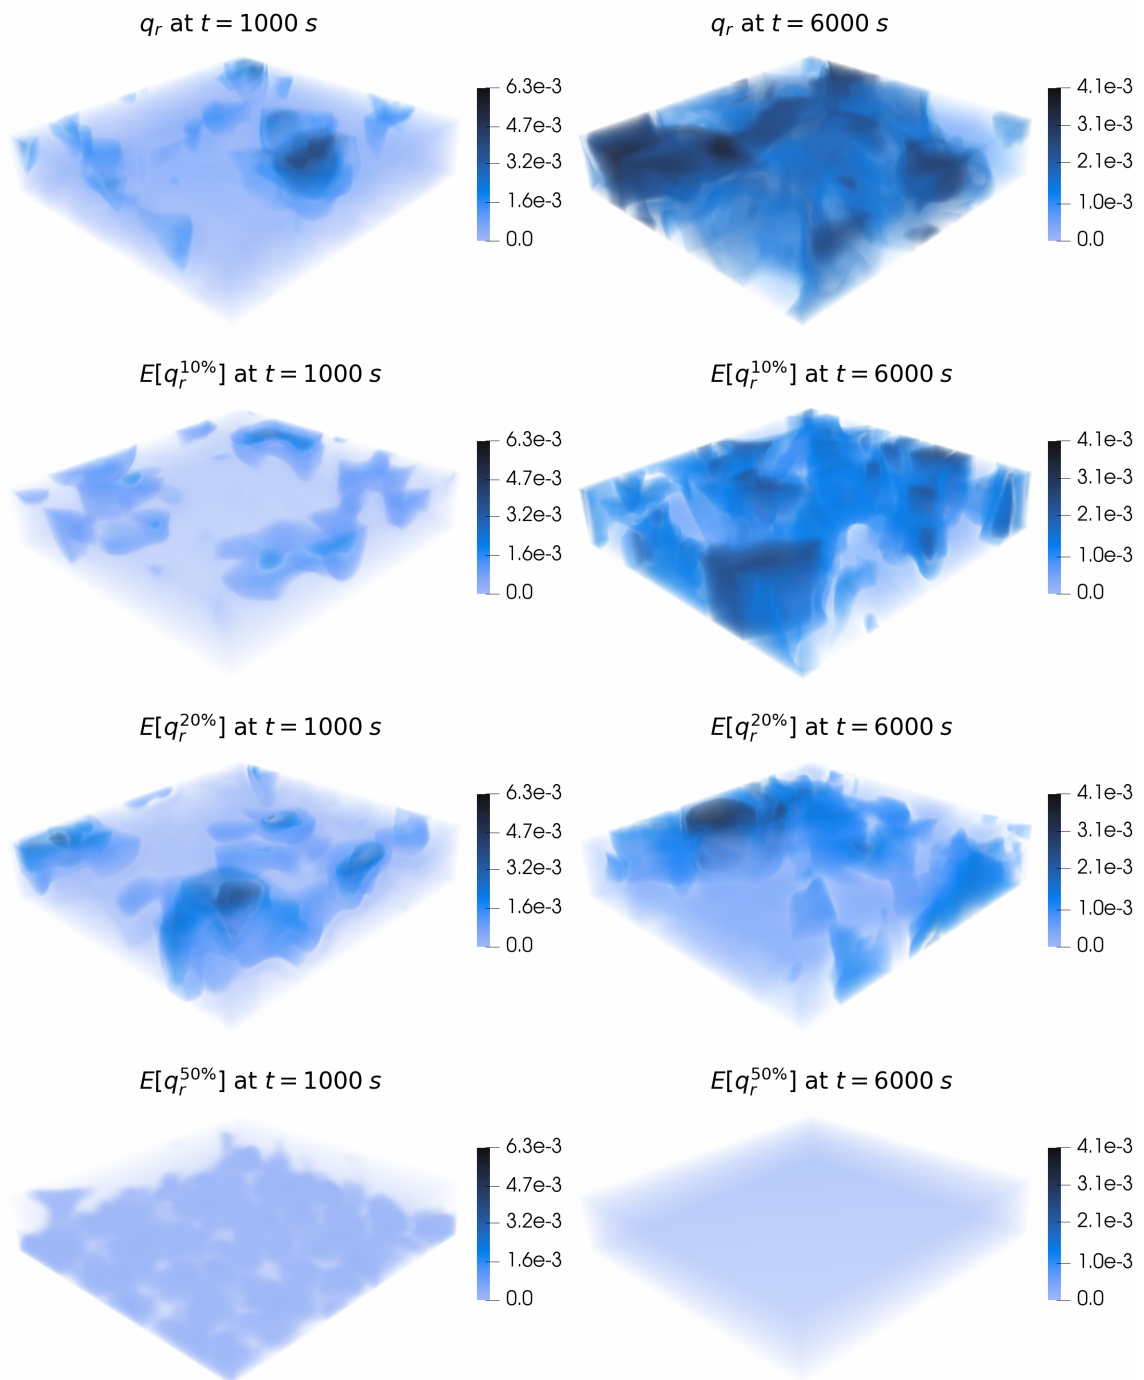 q_r at t = 1000 s
6.3e-3
4.7e-3
3.2e-3
1.6e-3
0.0
q_r at t = 6000 s
4.1e-3
3.1e-3
2.1e-3
1.0e-3
0.0
E[q_r^{10%}] at t = 1000 s
6.3e-3
4.7e-3
3.2e-3
1.6e-3
0.0
E[q_r^{10%}] at t = 6000 s
4.1e-3
3.1e-3
2.1e-3
1.0e-3
0.0
E[q_r^{20%}] at t = 1000 s
6.3e-3
4.7e-3
3.2e-3
1.6e-3
0.0
E[q_r^{20%}] at t = 6000 s
4.1e-3
3.1e-3
2.1e-3
1.0e-3
0.0
E[q_r^{50%}] at t = 1000 s
6.3e-3
4.7e-3
3.2e-3
1.6e-3
0.0
E[q_r^{50%}] at t = 6000 s
4.1e-3
3.1e-3
2.1e-3
1.0e-3
0.0